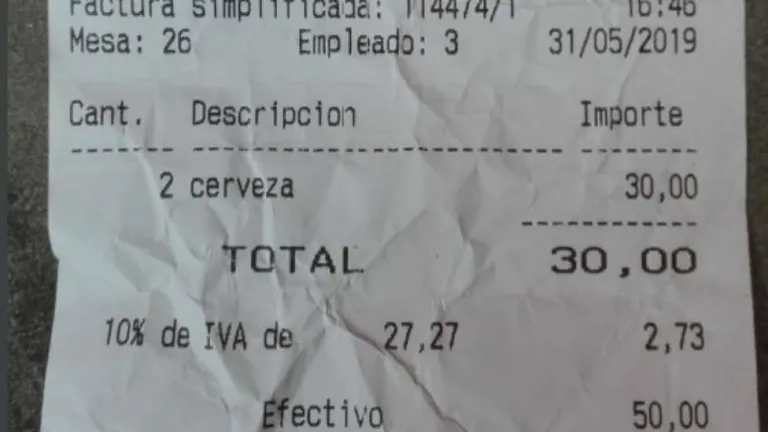 Factura simplificada: 114474/1 16:46
Mesa: 26 Empleado: 3 31/05/2019
Cant. Descripcion Importe
2 cerveza 30,00
TOTAL 30,00
10% de IVA de 27,27 2,73
Efectivo 50,00